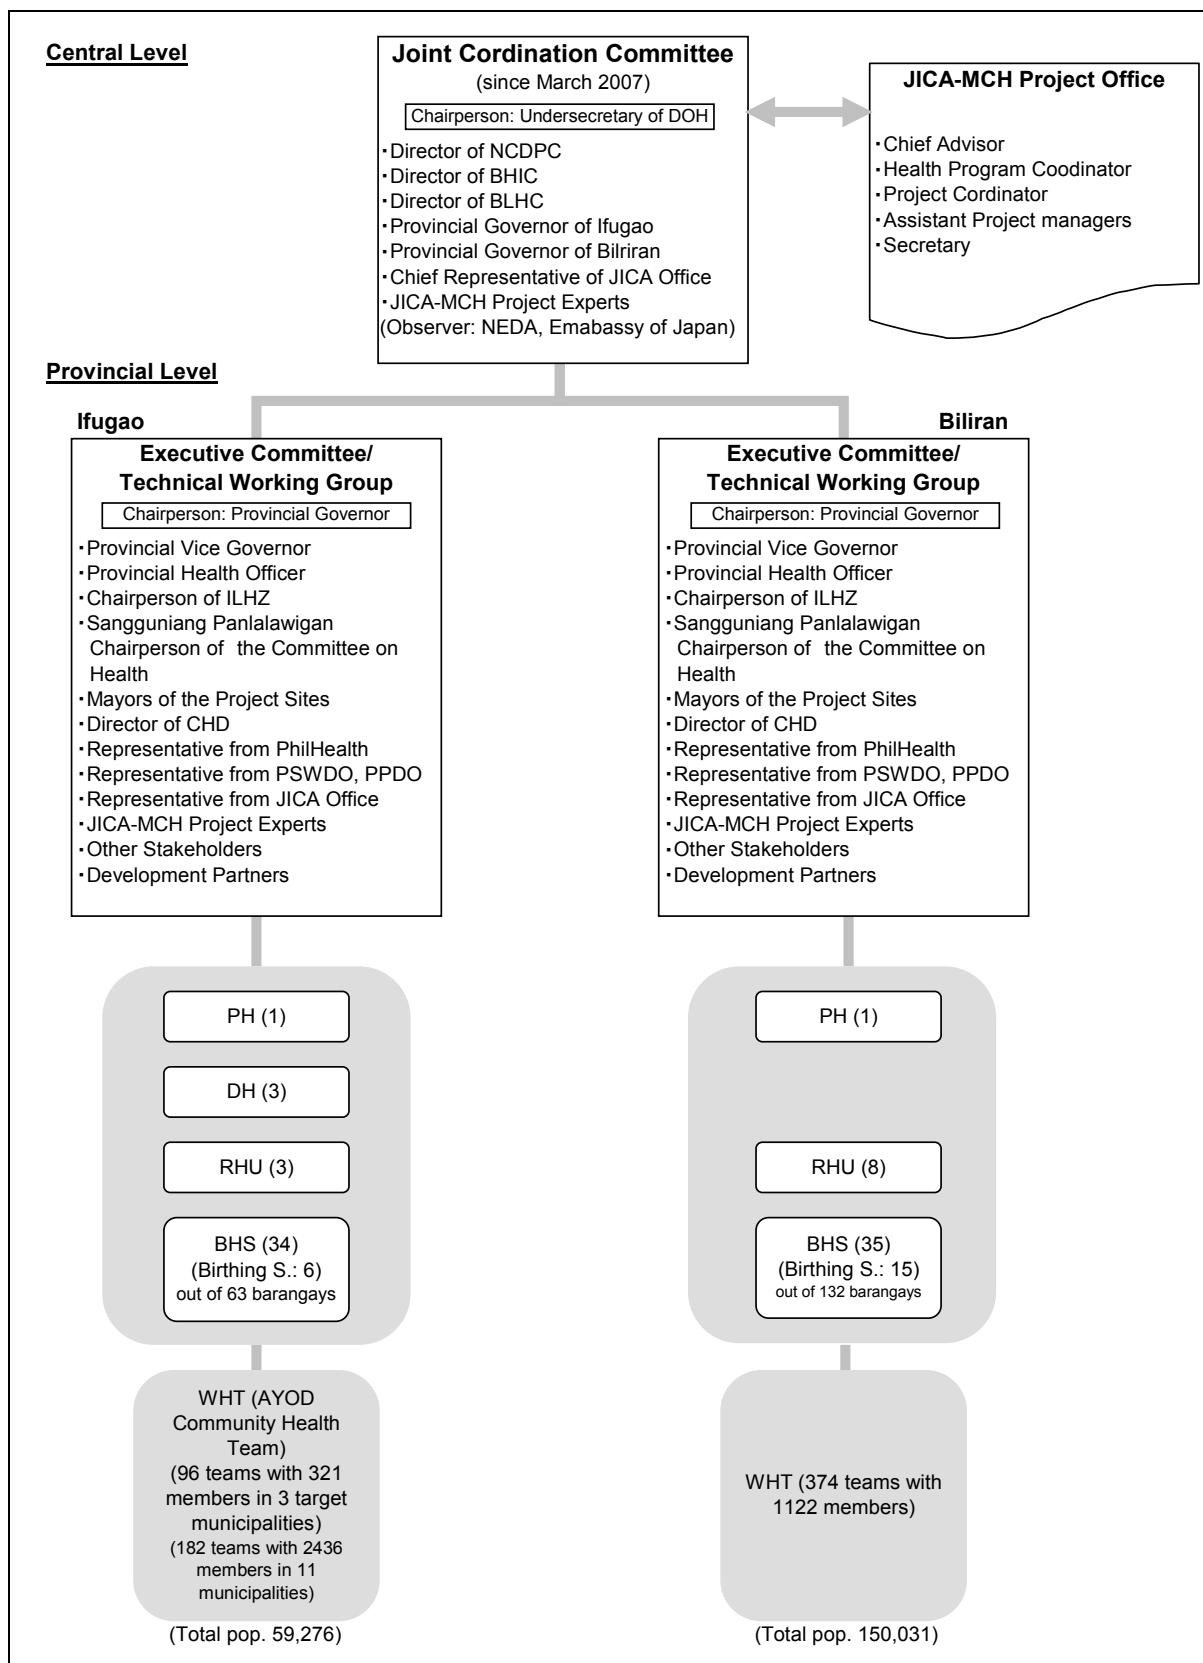 Central Level
Joint Cordination Committee
(since March 2007)
Chairperson: Undersecretary of DOH
・Director of NCDPC
・Director of BHIC
・Director of BLHC
・Provincial Governor of Ifugao
・Provincial Governor of Bilriran
・Chief Representative of JICA Office
・JICA-MCH Project Experts
(Observer: NEDA, Emabassy of Japan)
JICA-MCH Project Office
・Chief Advisor
・Health Program Coodinator
・Project Cordinator
・Assistant Project managers
・Secretary
Provincial Level
Ifugao
Executive Committee/
Technical Working Group
Chairperson: Provincial Governor
・Provincial Vice Governor
・Provincial Health Officer
・Chairperson of ILHZ
・Sangguniang Panlalawigan
Chairperson of the Committee on
Health
・Mayors of the Project Sites
・Director of CHD
・Representative from PhilHealth
・Representative from PSWDO, PPDO
・Representative from JICA Office
・JICA-MCH Project Experts
・Other Stakeholders
・Development Partners
PH (1)
DH (3)
RHU (3)
BHS (34)
(Birthing S.: 6)
out of 63 barangays
WHT (AYOD
Community Health
Team)
(96 teams with 321
members in 3 target
municipalities)
(182 teams with 2436
members in 11
municipalities)
(Total pop. 59,276)
Biliran
Executive Committee/
Technical Working Group
Chairperson: Provincial Governor
・Provincial Vice Governor
・Provincial Health Officer
・Chairperson of ILHZ
・Sangguniang Panlalawigan
Chairperson of the Committee on
Health
・Mayors of the Project Sites
・Director of CHD
・Representative from PhilHealth
・Representative from PSWDO, PPDO
・Representative from JICA Office
・JICA-MCH Project Experts
・Other Stakeholders
・Development Partners
PH (1)
RHU (8)
BHS (35)
(Birthing S.: 15)
out of 132 barangays
WHT (374 teams with
1122 members)
(Total pop. 150,031)